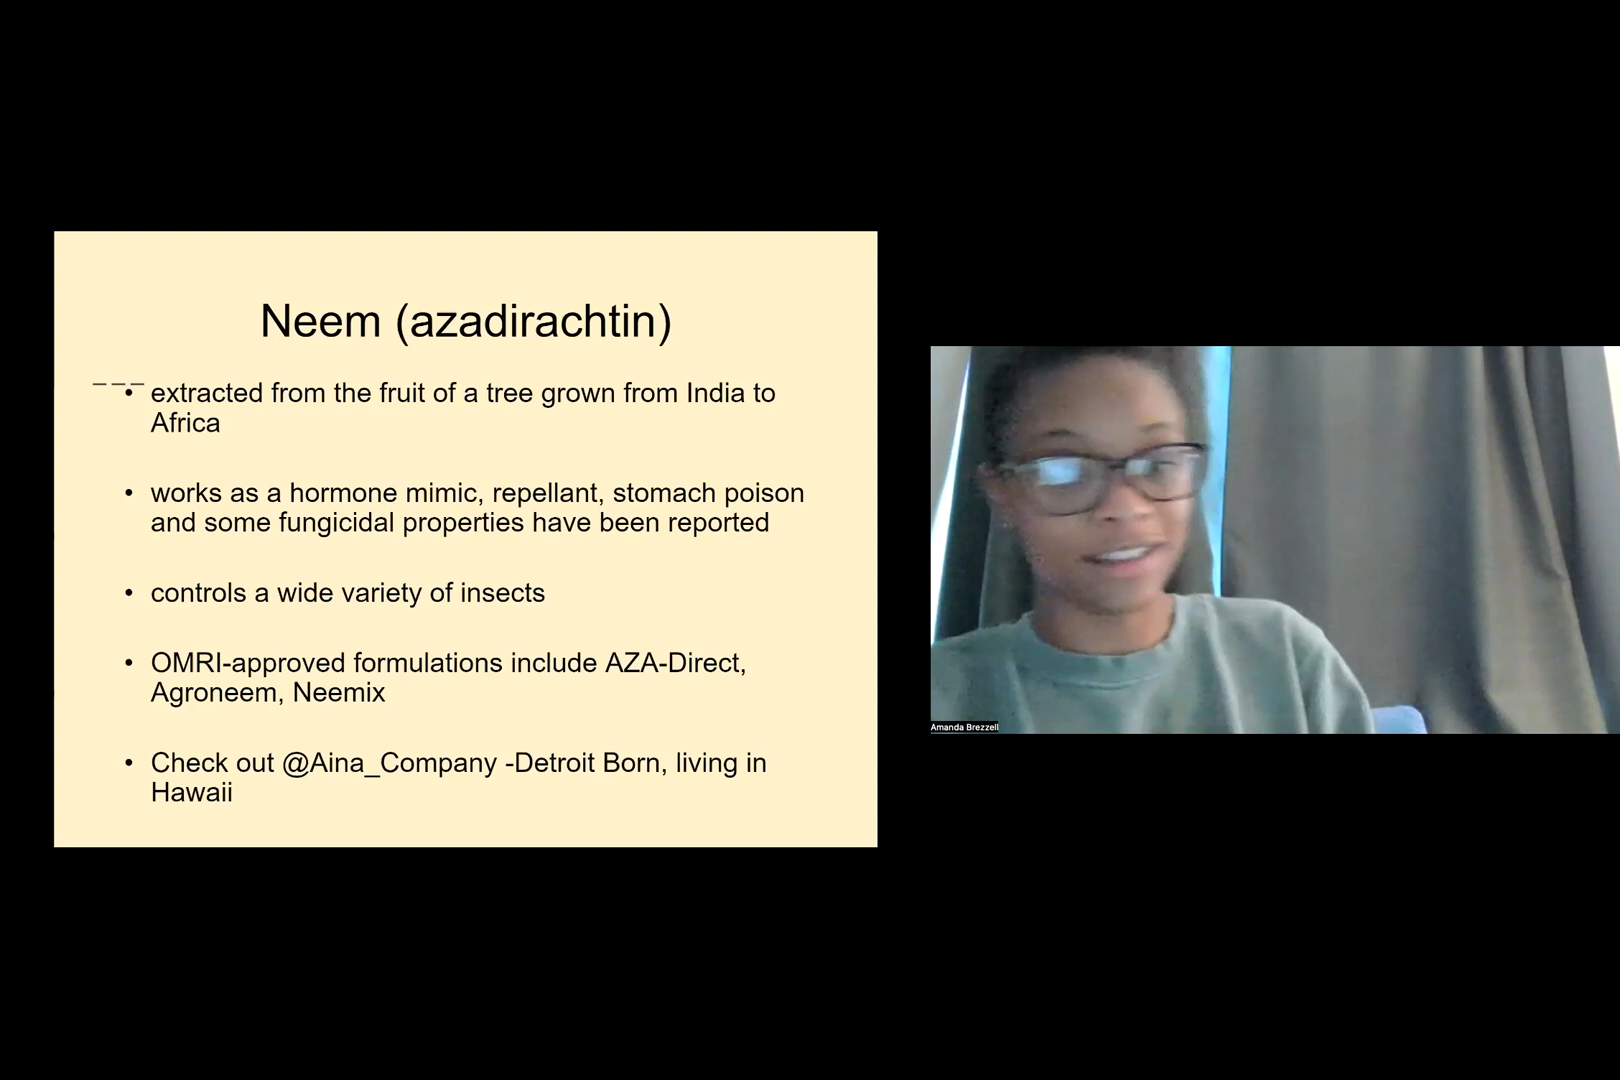 Neem (azadirachtin)
• extracted from the fruit of a tree grown from India to
Africa
• works as a hormone mimic, repellant, stomach poison
and some fungicidal properties have been reported
• controls a wide variety of insects
• OMRI-approved formulations include AZA-Direct,
Agroneem, Neemix
• Check out @Aina_Company -Detroit Born, living in
Hawaii
Amanda Brezzell